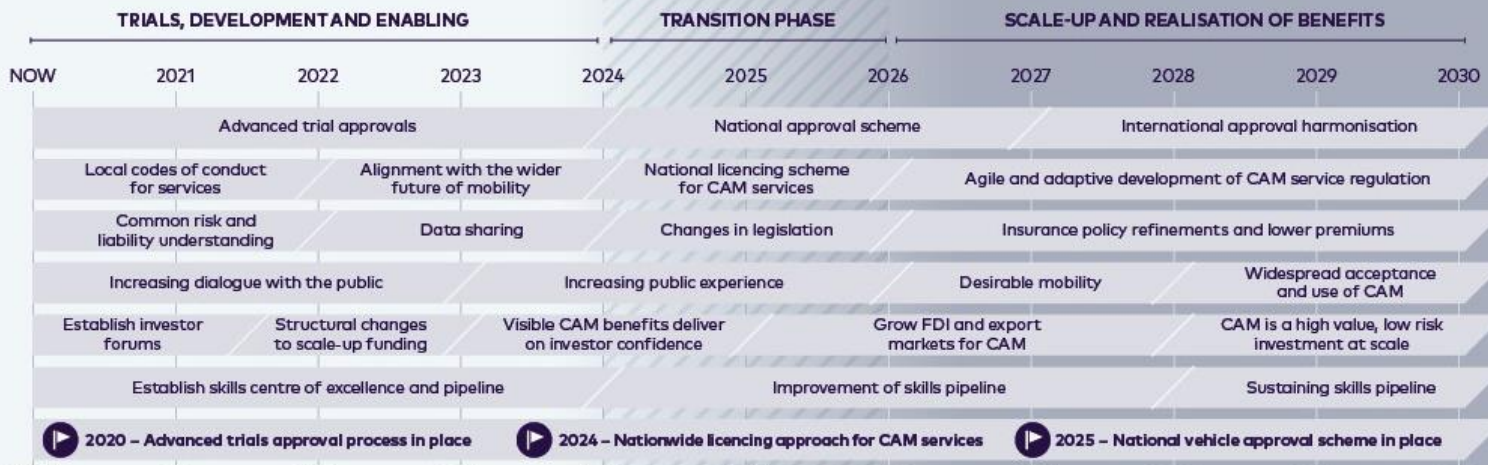 TRIALS, DEVELOPMENT AND ENABLING
TRANSITION PHASE
SCALE-UP AND REALISATION OF BENEFITS
NOW 2021 2022 2023 2024 2025 2026 2027 2028 2029 2030
Advanced trial approvals
National approval scheme
International approval harmonisation
Local codes of conduct
for services
Alignment with the wider
future of mobility
National licencing scheme
for CAM services
Agile and adaptive development of CAM service regulation
Common risk and
liability understanding
Data sharing
Changes in legislation
Insurance policy refinements and lower premiums
Increasing dialogue with the public
Increasing public experience
Desirable mobility
Widespread acceptance
and use of CAM
Establish investor
forums
Structural changes
to scale-up funding
Visible CAM benefits deliver
on investor confidence
Grow FDI and export
markets for CAM
CAM is a high value, low risk
investment at scale
Establish skills centre of excellence and pipeline
Improvement of skills pipeline
Sustaining skills pipeline
2020 – Advanced trials approval process in place
2024 – Nationwide licencing approach for CAM services
2025 – National vehicle approval scheme in place